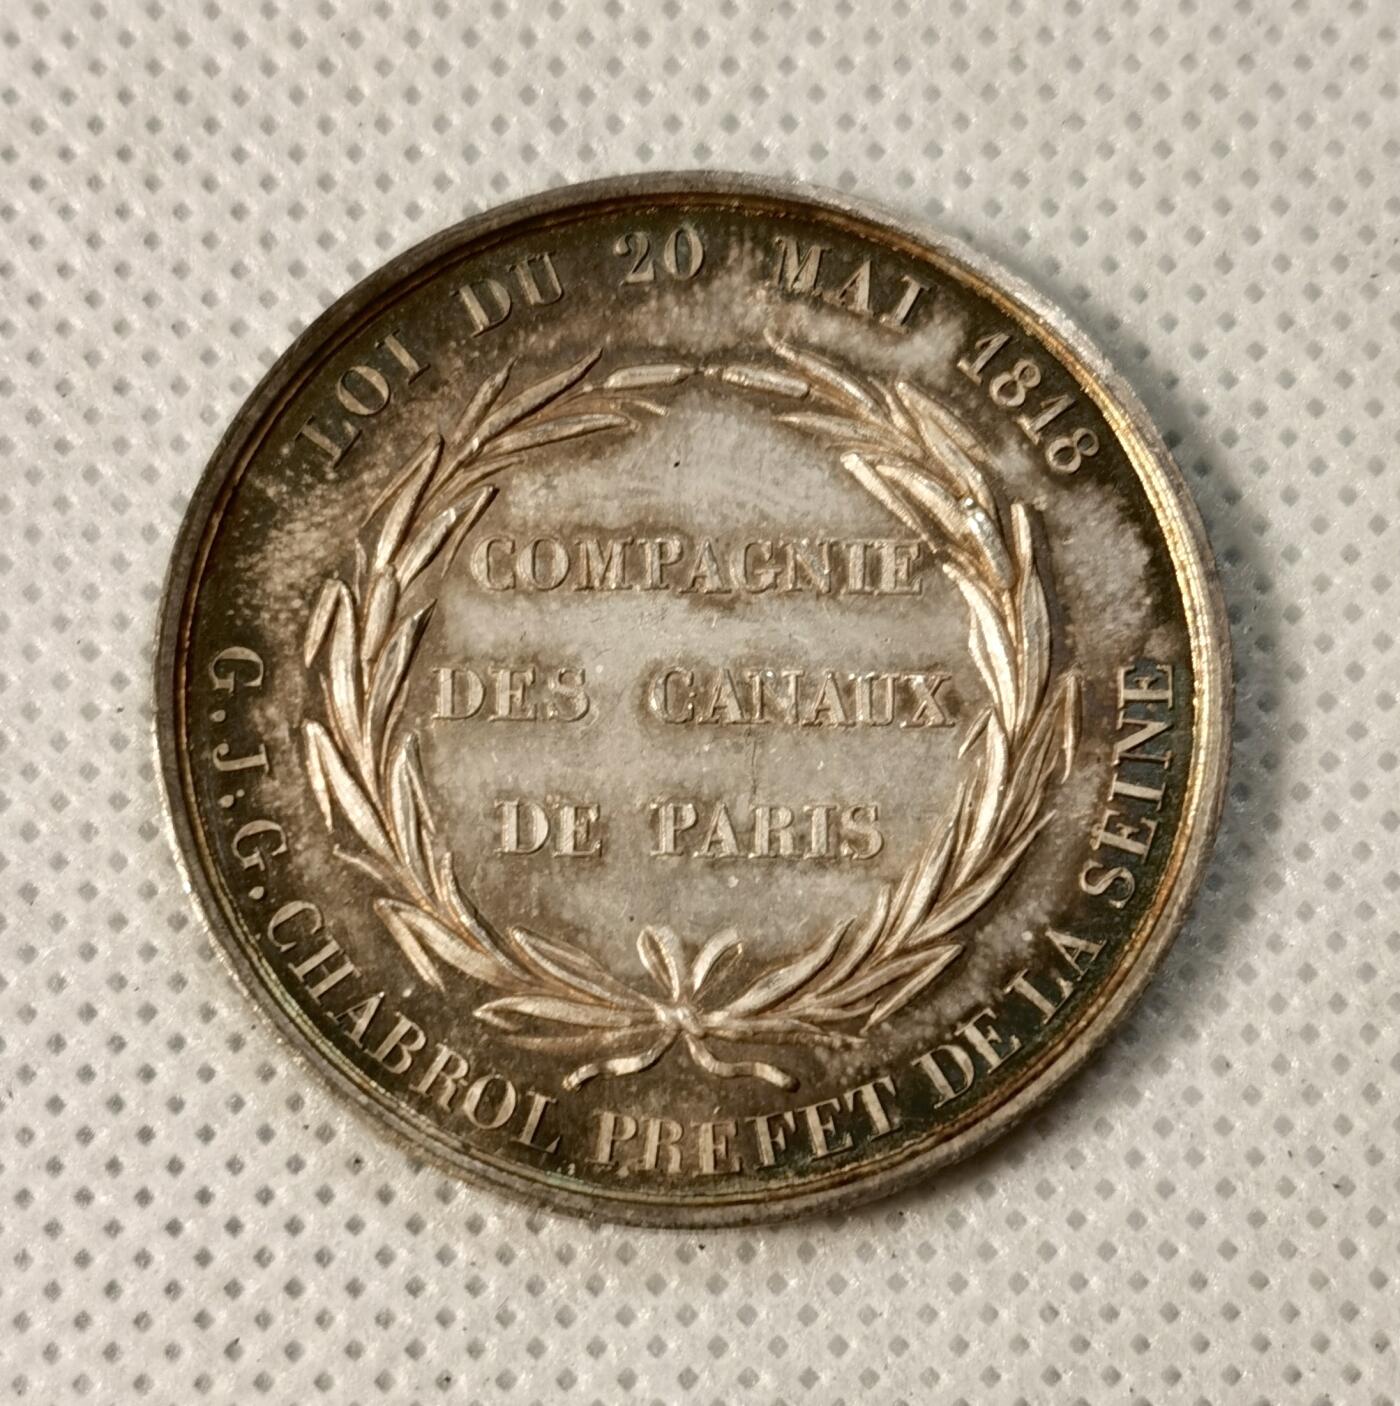 LOI DU 20 MAI 1818
COMPAGNIE
DES CANAUX
DE PARIS
G.J.G.CHABROL PREFET DE LA SEINE